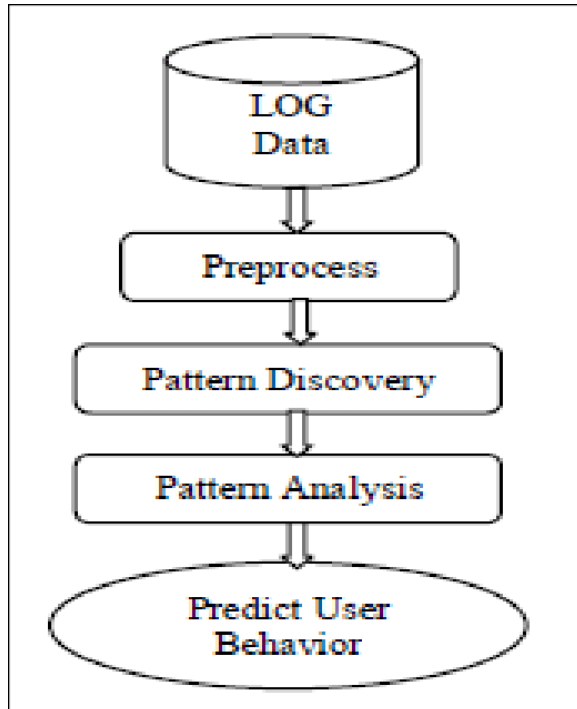 LOG
Data
Preprocess
Pattern Discovery
Pattern Analysis
Predict User
Behavior